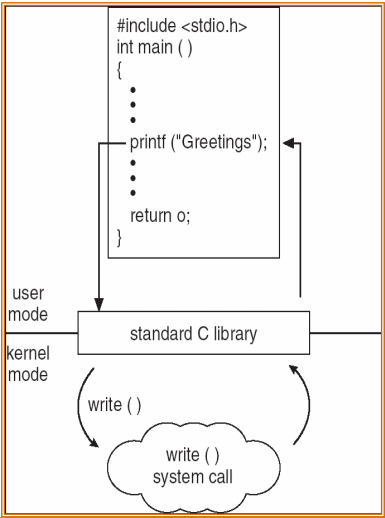 #include <stdio.h>
int main ( )
{
•
•
•
printf ("Greetings");
•
•
•
return o;
}
user
mode
standard C library
kernel
mode
write ( )
write ( )
system call